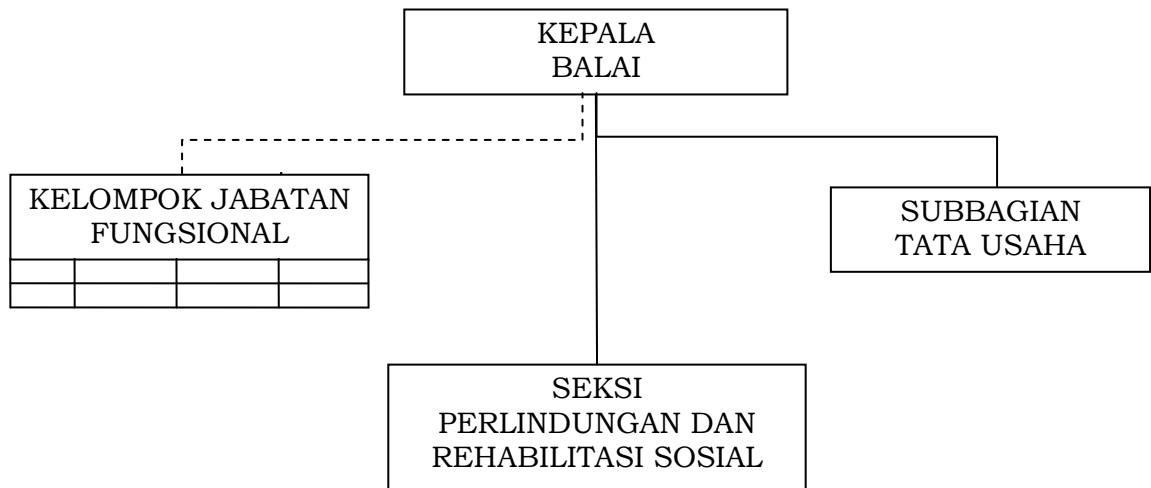 KEPALA
BALAI
KELOMPOK JABATAN
FUNGSIONAL
SUBBAGIAN
TATA USAHA
SEKSI
PERLINDUNGAN DAN
REHABILITASI SOSIAL